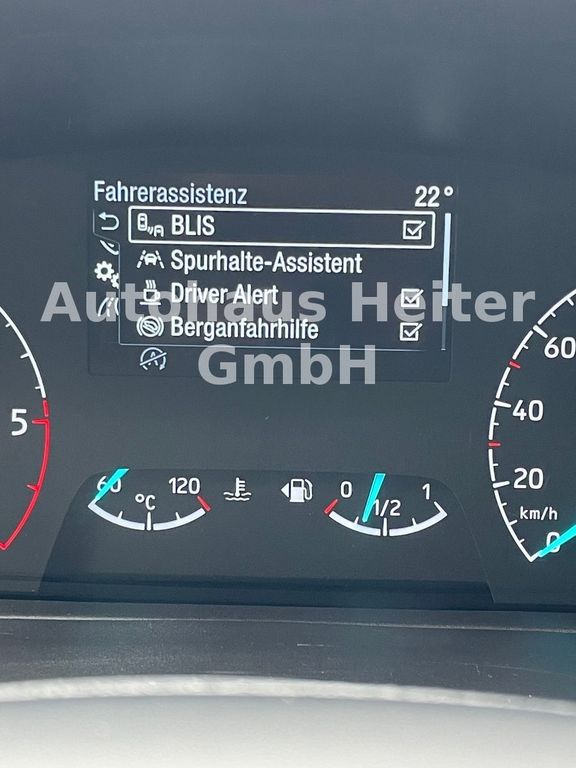 Fahrerassistenz 22°
BLIS
Spurhalte-Assistent
Driver Alert
Berganfahrhilfe
Autohaus Heiter
GmbH
5
60
40
20
km/h
0
60 °C 120
0 1/2 1